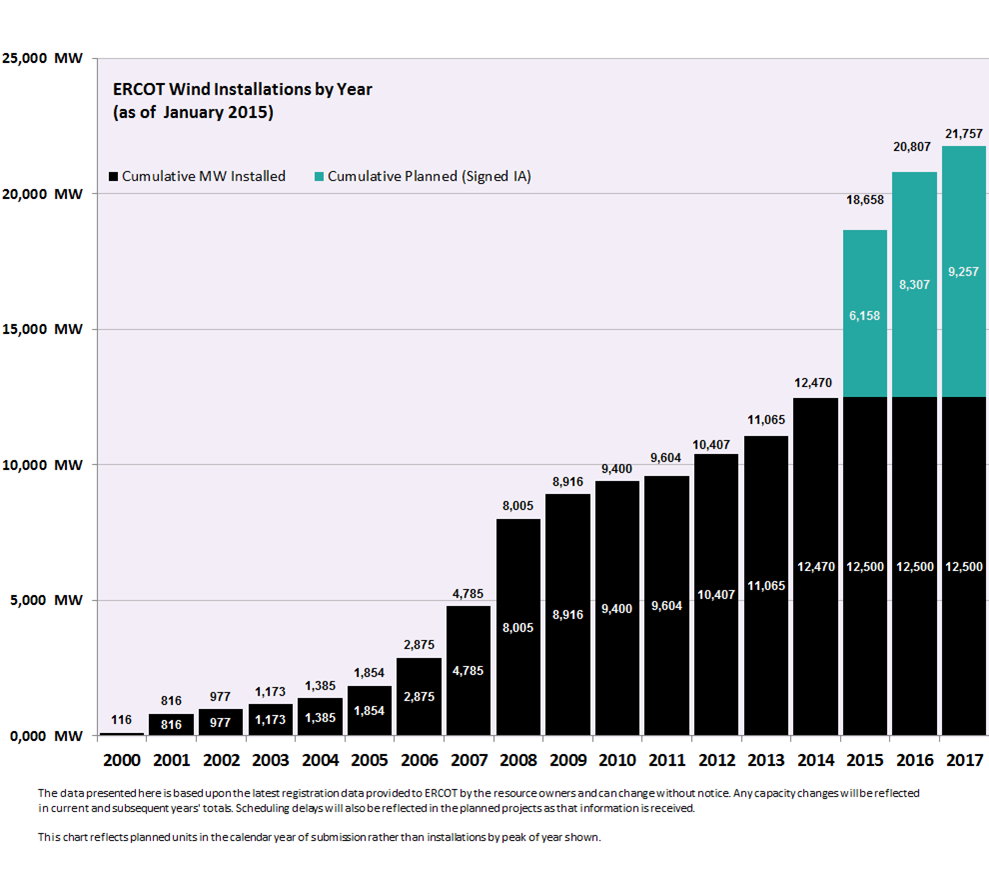 25,000 MW
ERCOT Wind Installations by Year
(as of January 2015)
21,757
20,807
Cumulative MW Installed
Cumulative Planned (Signed IA)
20,000 MW
18,658
9,257
8,307
6,158
15,000 MW
12,470
11,065
10,407
9,604
9,400
10,000 MW
8,916
8,005
12,470 12,500 12,500 12,500
11,065
10,407
9,604
9,400
8,916
8,005
5,000 MW
4,785
4,785
2,875
2,875
1,854
1,854
1,385
1,385
1,173
1,173
977
977
816
816
116
0,000 MW
2000 2001 2002 2003 2004 2005 2006 2007 2008 2009 2010 2011 2012 2013 2014 2015 2016 2017
The data presented here is based upon the latest registration data provided to ERCOT by the resource owners and can change without notice. Any capacity changes will be reflected
in current and subsequent years' totals. Scheduling delays will also be reflected in the planned projects as that information is received.
This chart reflects planned units in the calendar year of submission rather than installations by peak of year shown.